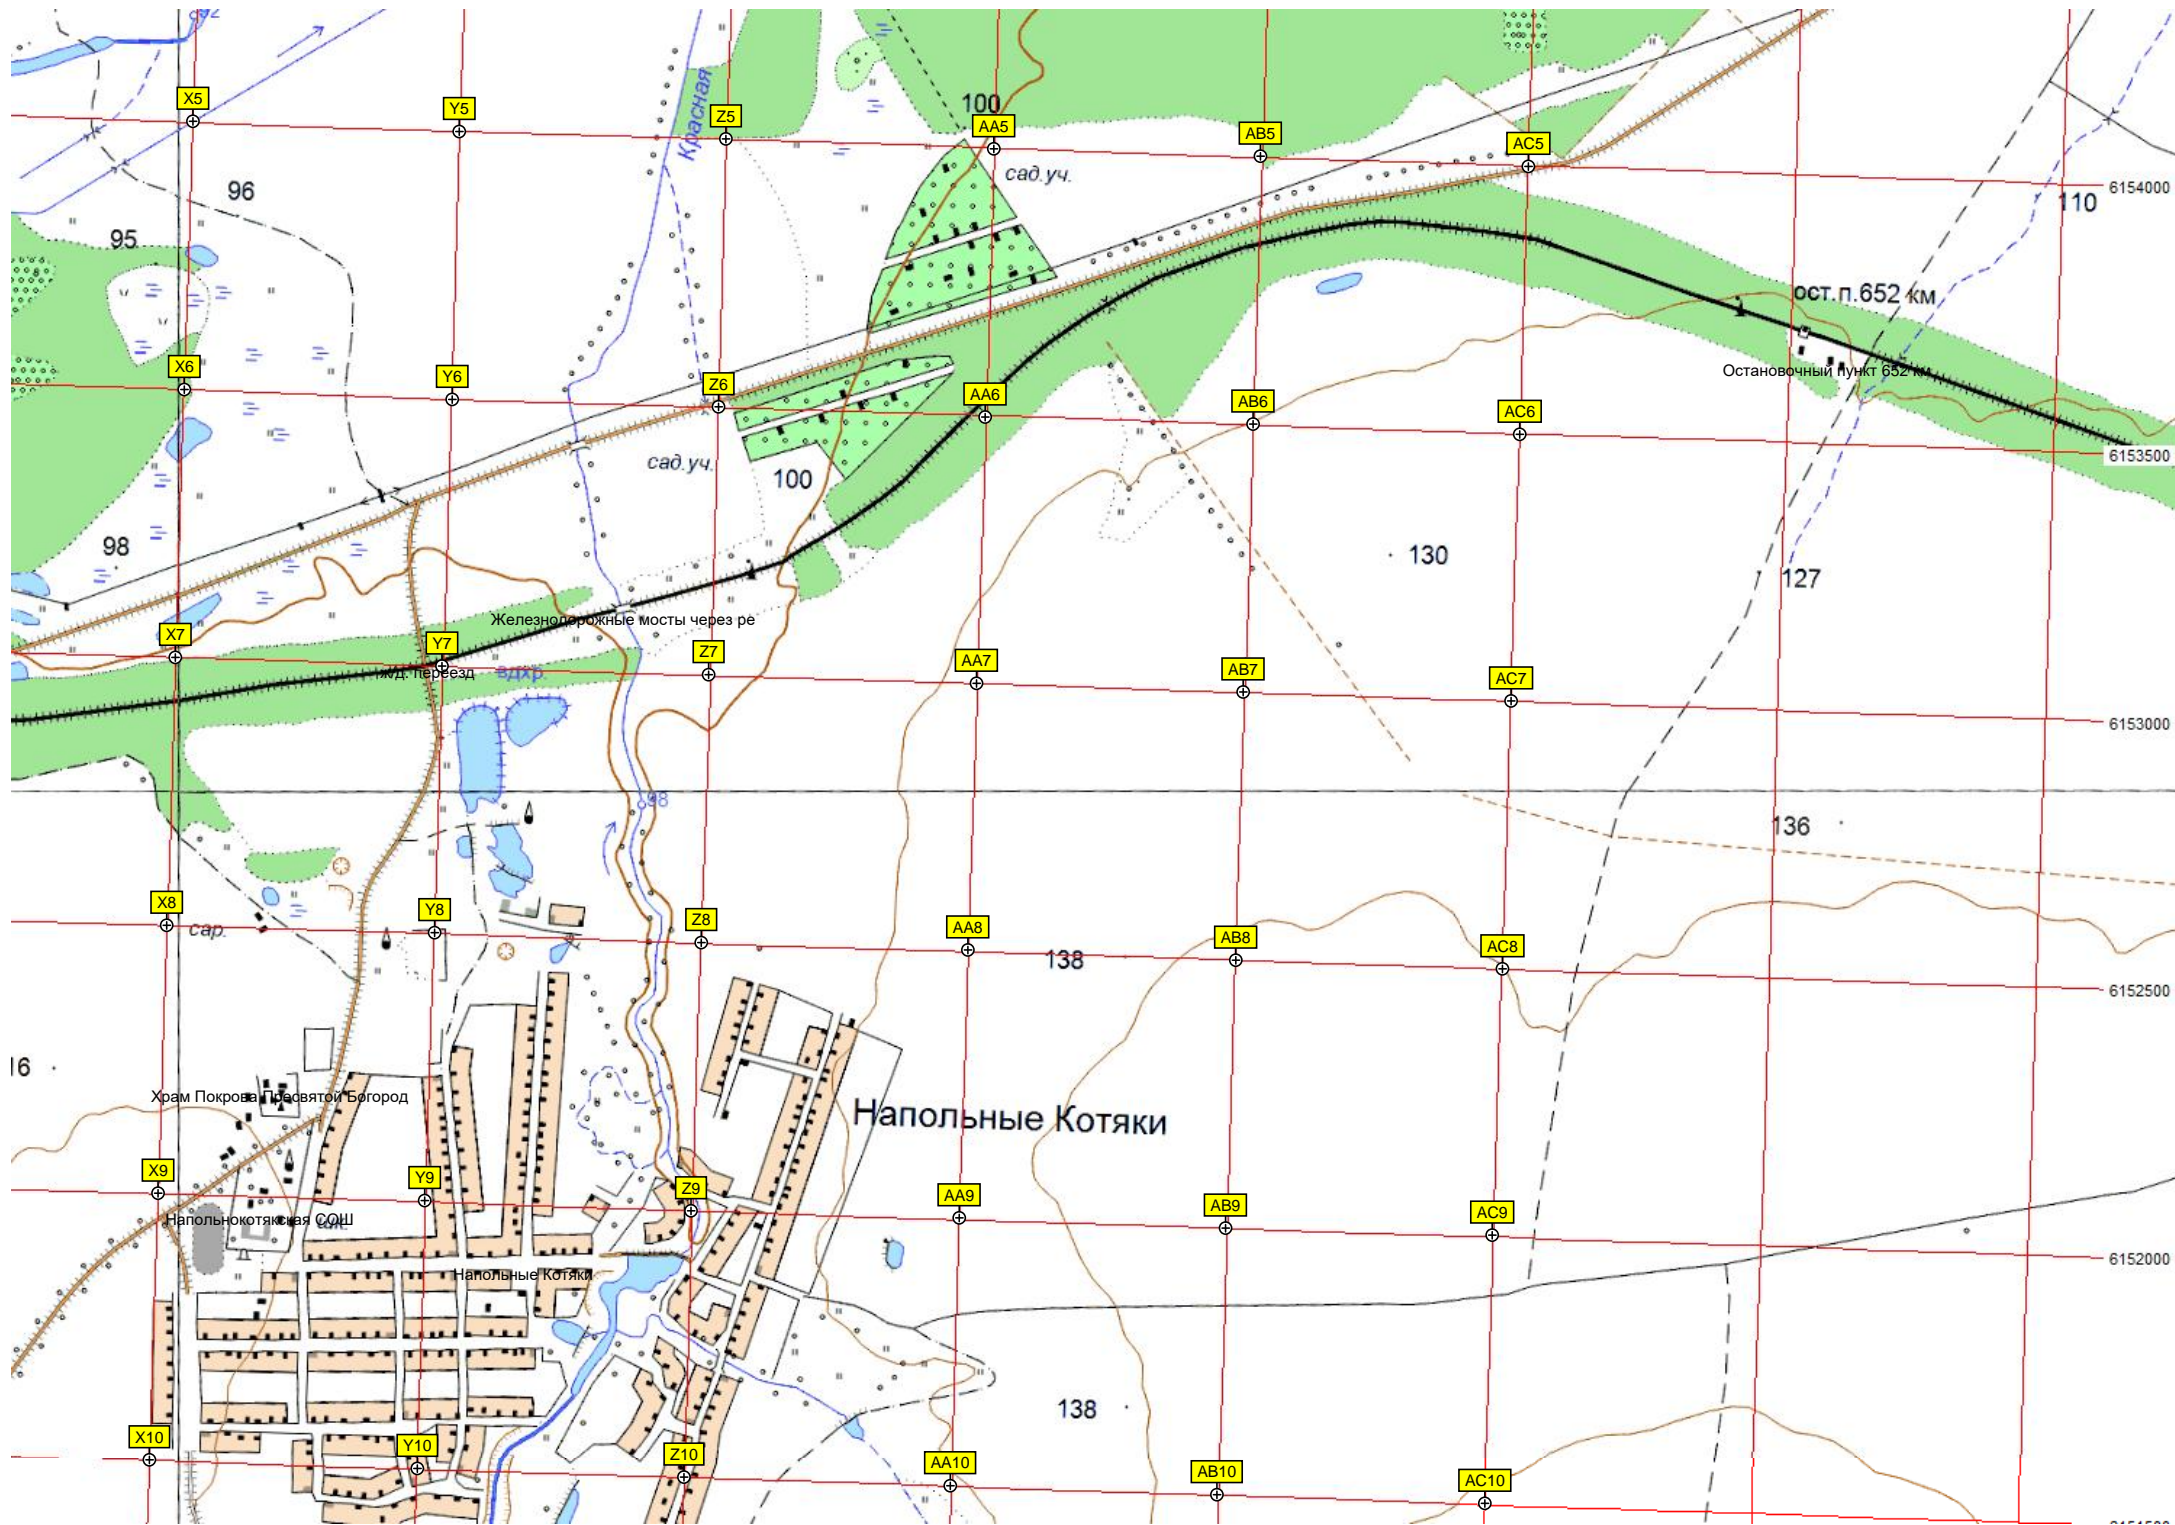 92
X5
Y5
Z5
Красная
100
AA5
AB5
AC5
сад.уч.
6154000
96
110
95
ост.п.652 км
X6
Y6
Z6
AA6
AB6
AC6
Остановочный пункт 652 км
6153500
сад.уч.
100
98
130
127
Железнодорожные мосты через ре
X7
Y7
Z7
AA7
AB7
AC7
ж/д. переезд
вдхр.
6153000
98
136
X8
Y8
Z8
AA8
AB8
AC8
сар.
138
6152500
16
Храм Покрова Пресвятой Богород
Напольные Котяки
X9
Y9
Z9
AA9
AB9
AC9
Напольнокотякская СОШ
6152000
Напольные Котяки
138
X10
Y10
Z10
AA10
AB10
AC10